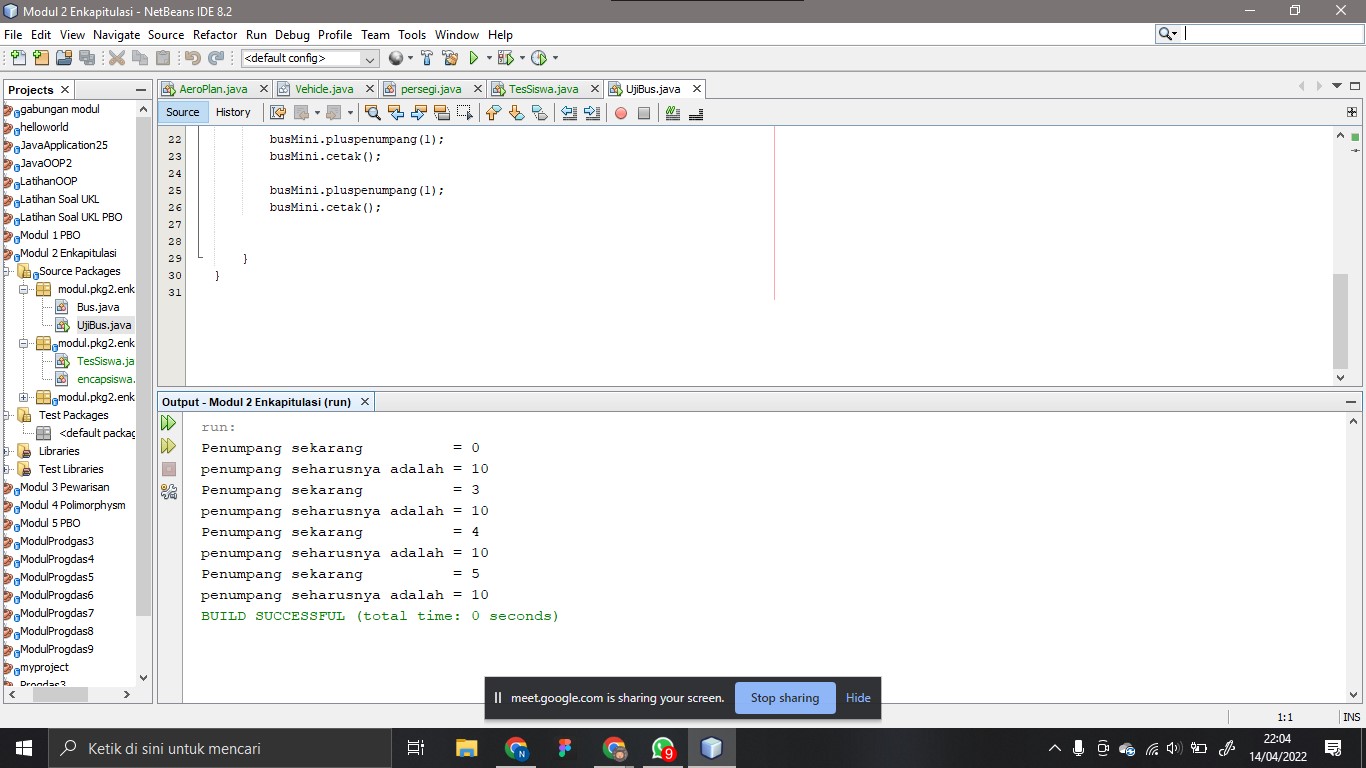 Modul 2 Enkapitulasi - NetBeans IDE 8.2
File Edit View Navigate Source Refactor Run Debug Profile Team Tools Window Help
<default config>
Projects
gabungan modul
helloworld
JavaApplication25
JavaOOP2
LatihanOOP
Latihan Soal UKL
Latihan Soal UKL PBO
Modul 1 PBO
Modul 2 Enkapitulasi
Source Packages
modul.pkg2.enk
Bus.java
UjiBus.java
modul.pkg2.enk
TesSiswa.ja
encapsiswa.
modul.pkg2.enk
Test Packages
<default packag
Libraries
Test Libraries
Modul 3 Pewarisan
Modul 4 Polimorphysm
Modul 5 PBO
ModulProdgas3
ModulProgdas4
ModulProgdas5
ModulProgdas6
ModulProgdas7
ModulProgdas8
ModulProgdas9
myproject
Progdas3
AeroPlan.java Vehicle.java persegi.java TesSiswa.java UjiBus.java
Source History
22 busMini.pluspenumpang(1);
23 busMini.cetak();
24
25 busMini.pluspenumpang(1);
26 busMini.cetak();
27
28
29 }
30 }
31
Output - Modul 2 Enkapitulasi (run)
run:
Penumpang sekarang = 0
penumpang seharusnya adalah = 10
Penumpang sekarang = 3
penumpang seharusnya adalah = 10
Penumpang sekarang = 4
penumpang seharusnya adalah = 10
Penumpang sekarang = 5
penumpang seharusnya adalah = 10
BUILD SUCCESSFUL (total time: 0 seconds)
meet.google.com is sharing your screen. Stop sharing Hide
1:1 INS
Ketik di sini untuk mencari
N
9
22:04
14/04/2022